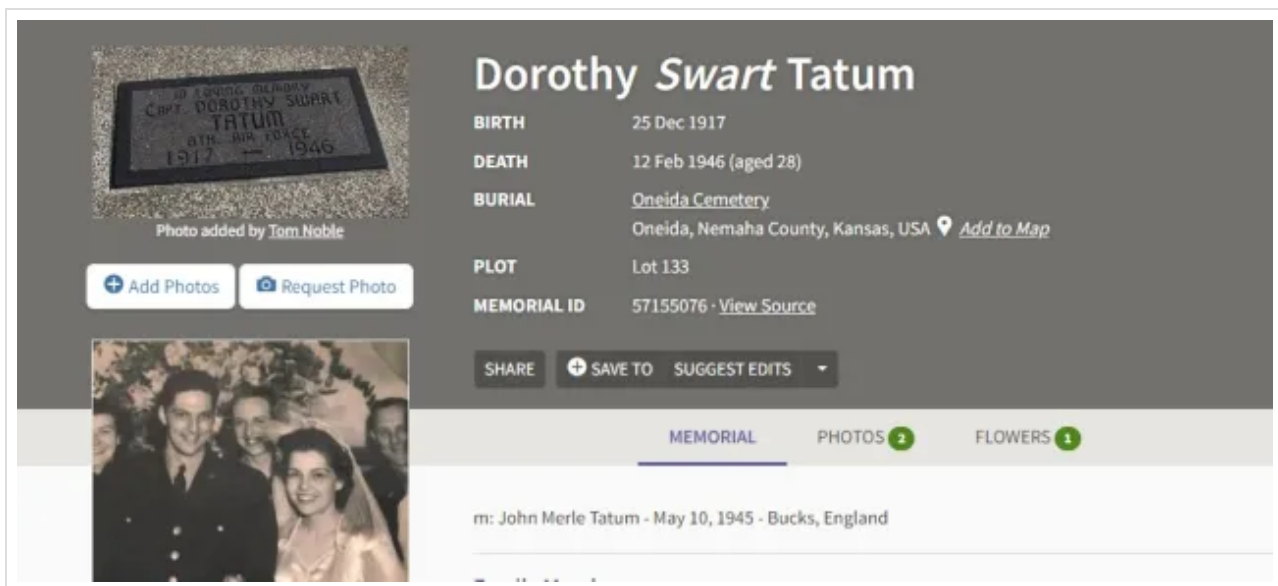 IN LOVING MEMORY
CAPT. DOROTHY SWART
TATUM
8TH. AIR FORCE
1917 — 1946
Photo added by Tom Noble
Add Photos
Request Photo
Dorothy Swart Tatum
BIRTH 25 Dec 1917
DEATH 12 Feb 1946 (aged 28)
BURIAL Oneida Cemetery
Oneida, Nemaha County, Kansas, USA Add to Map
PLOT Lot 133
MEMORIAL ID 57155076 · View Source
SHARE SAVE TO SUGGEST EDITS
MEMORIAL PHOTOS 2 FLOWERS 1
m: John Merle Tatum - May 10, 1945 - Bucks, England